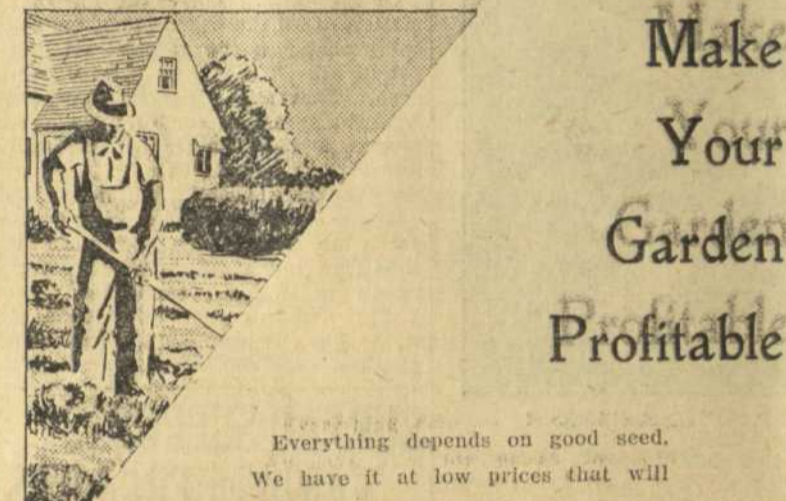 Make
Your
Garden
Profitable
Everything depends on good seed.
We have it at low prices that will